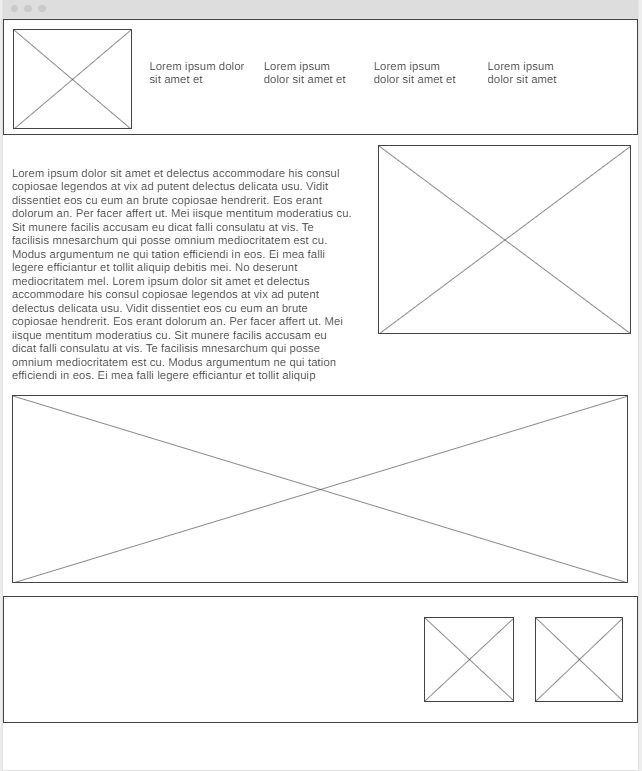 Lorem ipsum dolor
sit amet et
Lorem ipsum
dolor sit amet et
Lorem ipsum
dolor sit amet et
Lorem ipsum
dolor sit amet
Lorem ipsum dolor sit amet et delectus accommodare his consul
copiosae legendos at vix ad putent delectus delicata usu. Vidit
dissentiet eos cu eum an brute copiosae hendrerit. Eos erant
dolorum an. Per facer affert ut. Mei iisque mentitum moderatius cu.
Sit munere facilis accusam eu dicat falli consulatu at vis. Te
facilisis mnesarchum qui posse omnium mediocritatem est cu.
Modus argumentum ne qui tation efficiendi in eos. Ei mea falli
legere efficiantur et tollit aliquip debitis mei. No deserunt
mediocritatem mel. Lorem ipsum dolor sit amet et delectus
accommodare his consul copiosae legendos at vix ad putent
delectus delicata usu. Vidit dissentiet eos cu eum an brute
copiosae hendrerit. Eos erant dolorum an. Per facer affert ut. Mei
iisque mentitum moderatius cu. Sit munere facilis accusam eu
dicat falli consulatu at vis. Te facilisis mnesarchum qui posse
omnium mediocritatem est cu. Modus argumentum ne qui tation
efficiendi in eos. Ei mea falli legere efficiantur et tollit aliquip